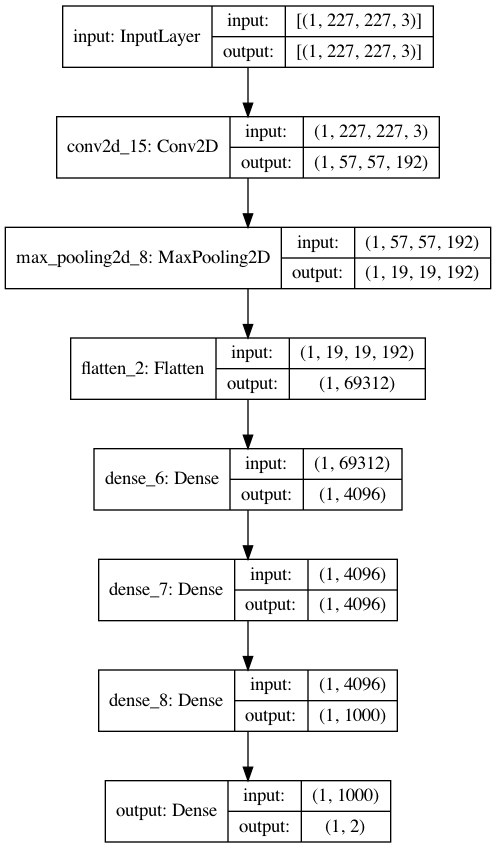 input: InputLayer
input:
[(1, 227, 227, 3)]
output:
[(1, 227, 227, 3)]
conv2d_15: Conv2D
input:
(1, 227, 227, 3)
output:
(1, 57, 57, 192)
max_pooling2d_8: MaxPooling2D
input:
(1, 57, 57, 192)
output:
(1, 19, 19, 192)
flatten_2: Flatten
input:
(1, 19, 19, 192)
output:
(1, 69312)
dense_6: Dense
input:
(1, 69312)
output:
(1, 4096)
dense_7: Dense
input:
(1, 4096)
output:
(1, 4096)
dense_8: Dense
input:
(1, 4096)
output:
(1, 1000)
output: Dense
input:
(1, 1000)
output:
(1, 2)